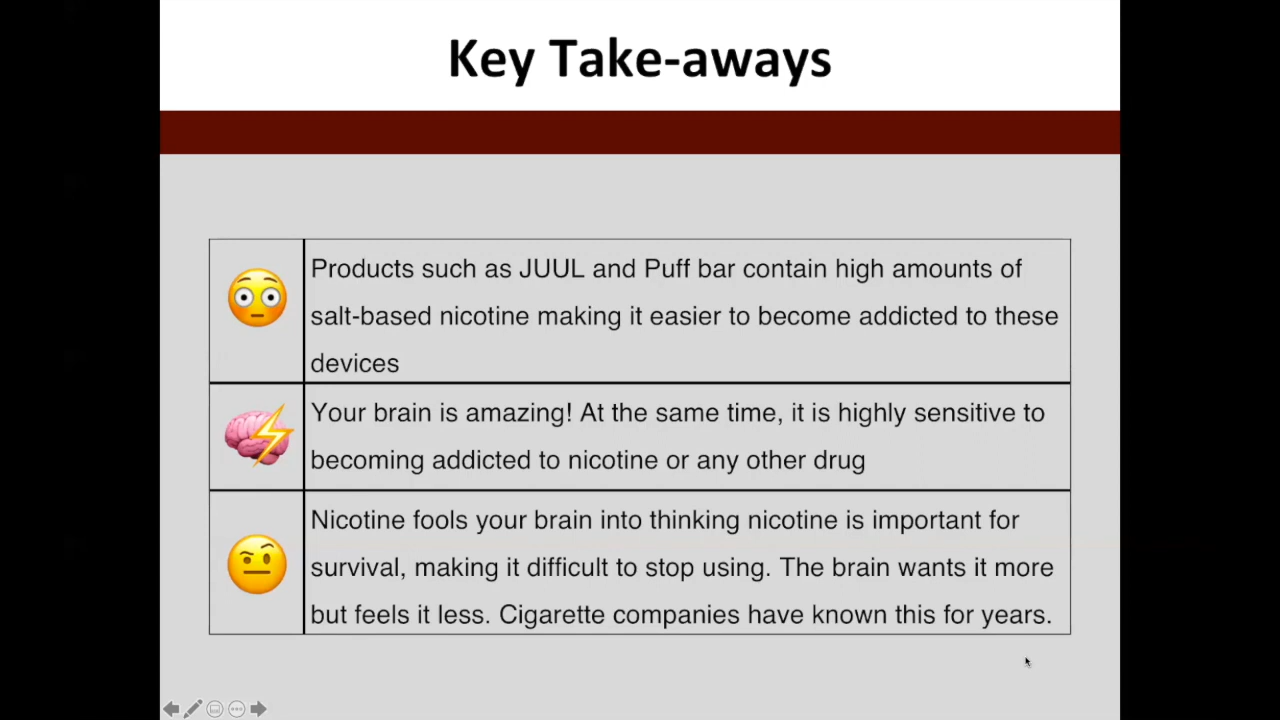 Key Take-aways
Products such as JUUL and Puff bar contain high amounts of
salt-based nicotine making it easier to become addicted to these
devices
Your brain is amazing! At the same time, it is highly sensitive to
becoming addicted to nicotine or any other drug
Nicotine fools your brain into thinking nicotine is important for
survival, making it difficult to stop using. The brain wants it more
but feels it less. Cigarette companies have known this for years.